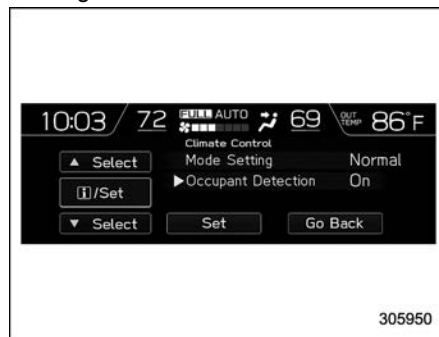 10:03 72 FULL AUTO 69 OUT TEMP 86°F
Climate Control
▲ Select Mode Setting Normal
i/Set ▶Occupant Detection On
▼ Select Set Go Back
305950